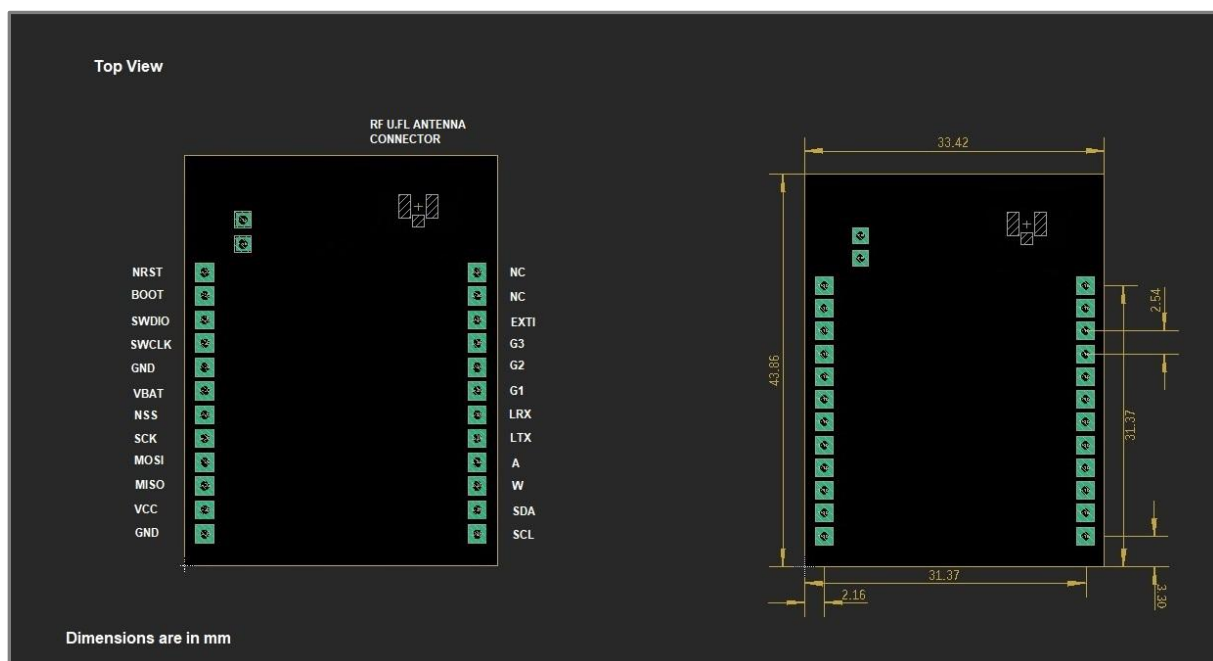 Top View
RF U.FL ANTENNA
CONNECTOR
NRST
BOOT
SWDIO
SWCLK
GND
VBAT
NSS
SCK
MOSI
MISO
VCC
GND
NC
NC
EXTI
G3
G2
G1
LRX
LTX
A
W
SDA
SCL
33.42
43.86
2.54
31.37
31.37
2.16
3.30
Dimensions are in mm